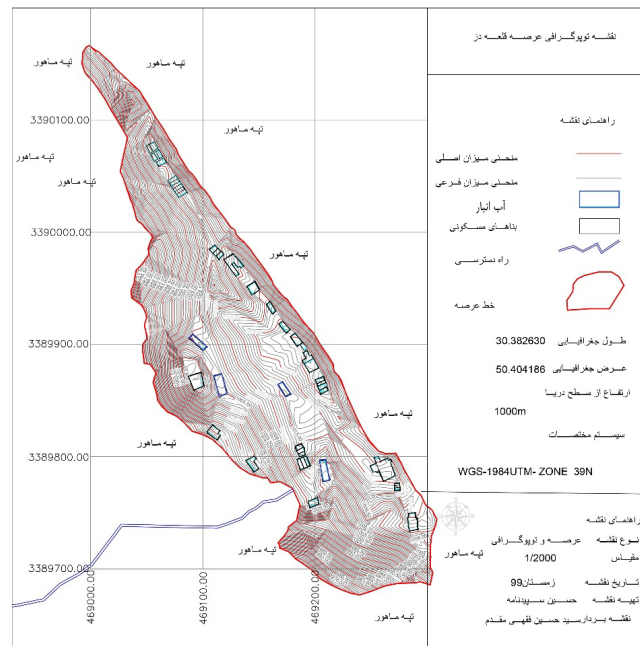 نقشه توپوگرافی عرصه قلعه دز
راهنمای نقشه
منحنی میزان اصلی
منحنی میزان فرعی
آب انبار
بناهای مسکونی
راه دسترسی
خط عرصه
طول جغرافیایی 30.382630
عرض جغرافیایی 50.404186
ارتفاع از سطح دریا
1000m
سیستم مختصات
WGS-1984UTM- ZONE 39N
راهنمای نقشه
نوع نقشه عرصه و توپوگرافی
مقیاس 1/2000
تاریخ نقشه زمستان99
تهیه نقشه حسین سپیدنامه
نقشه بردار سید حسین فقهی مقدم
تپه ماهور
تپه ماهور
تپه ماهور
تپه ماهور
تپه ماهور
تپه ماهور
تپه ماهور
تپه ماهور
تپه ماهور
تپه ماهور
تپه ماهور
3390100.00
3390000.00
3389900.00
3389800.00
3389700.00
469000.00
469100.00
469200.00